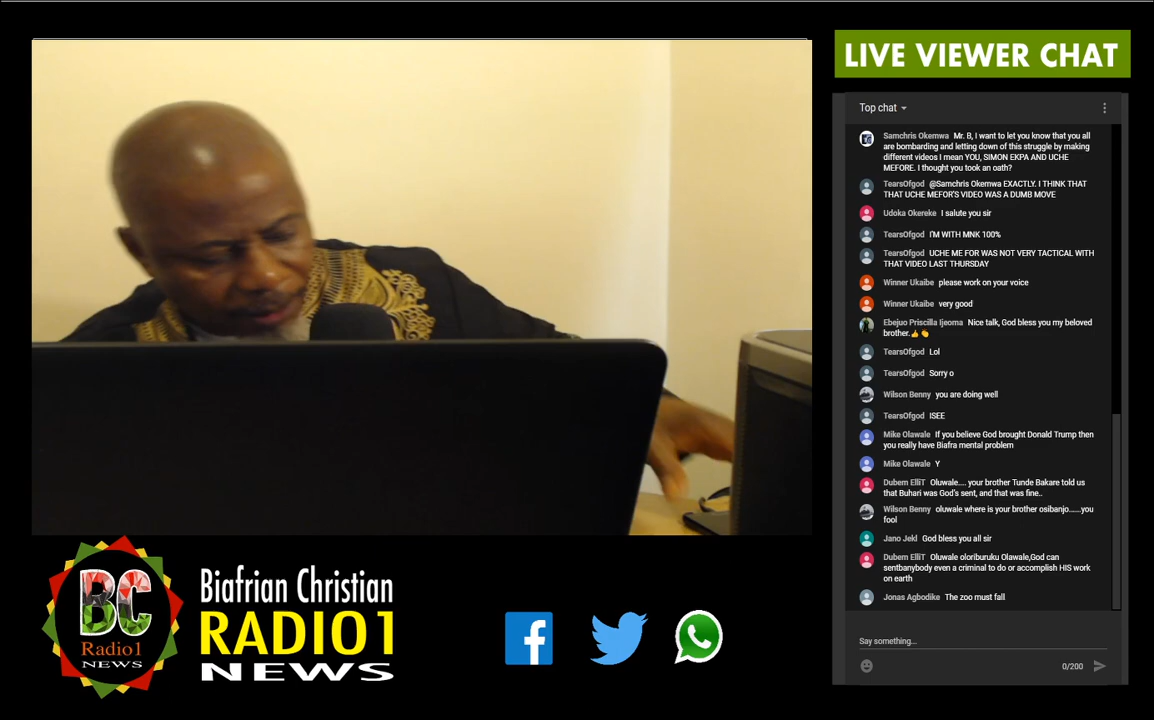 LIVE VIEWER CHAT
Top chat
Samchris Okemwa Mr. B, I want to let you know that you all
are bombarding and letting down of this struggle by making
different videos I mean YOU, SIMON EKPA AND UCHE
MEFORE. I thought you took an oath?
TearsOfgod @Samchris Okemwa EXACTLY. I THINK THAT
THAT UCHE MEFOR'S VIDEO WAS A DUMB MOVE
Udoka Okereke I salute you sir
TearsOfgod I'M WITH MNK 100%
TearsOfgod UCHE ME FOR WAS NOT VERY TACTICAL WITH
THAT VIDEO LAST THURSDAY
Winner Ukaibe please work on your voice
Winner Ukaibe very good
Ebejuo Priscilla Ijeoma Nice talk, God bless you my beloved
brother.👍👏
TearsOfgod Lol
TearsOfgod Sorry o
Wilson Benny you are doing well
TearsOfgod ISEE
Mike Olawale If you believe God brought Donald Trump then
you really have Biafra mental problem
Mike Olawale Y
Dubem ElliT Oluwale.... your brother Tunde Bakare told us
that Buhari was God's sent, and that was fine..
Wilson Benny oluwale where is your brother osibanjo......you
fool
Jano Jekl God bless you all sir
Dubem ElliT Oluwale oloriburuku Olawale,God can
sentbanybody even a criminal to do or accomplish HIS work
on earth
Jonas Agbodike The zoo must fall
Say something...
0/200
BC
Radio1
NEWS
Biafrian Christian
RADIO1
NEWS